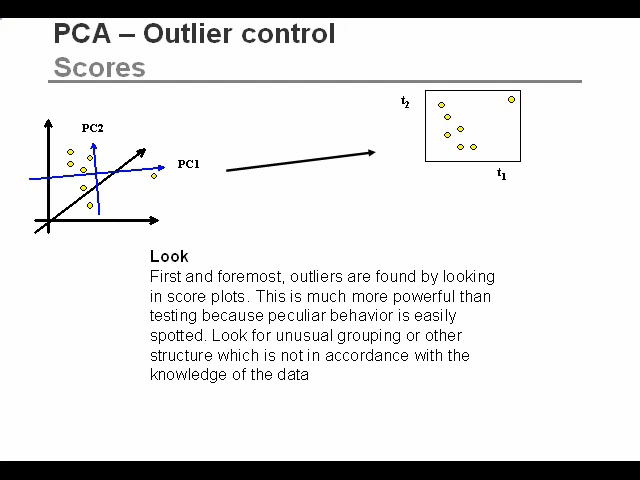 PCA – Outlier control
Scores
t2
PC2
PC1
t1
Look
First and foremost, outliers are found by looking
in score plots. This is much more powerful than
testing because peculiar behavior is easily
spotted. Look for unusual grouping or other
structure which is not in accordance with the
knowledge of the data